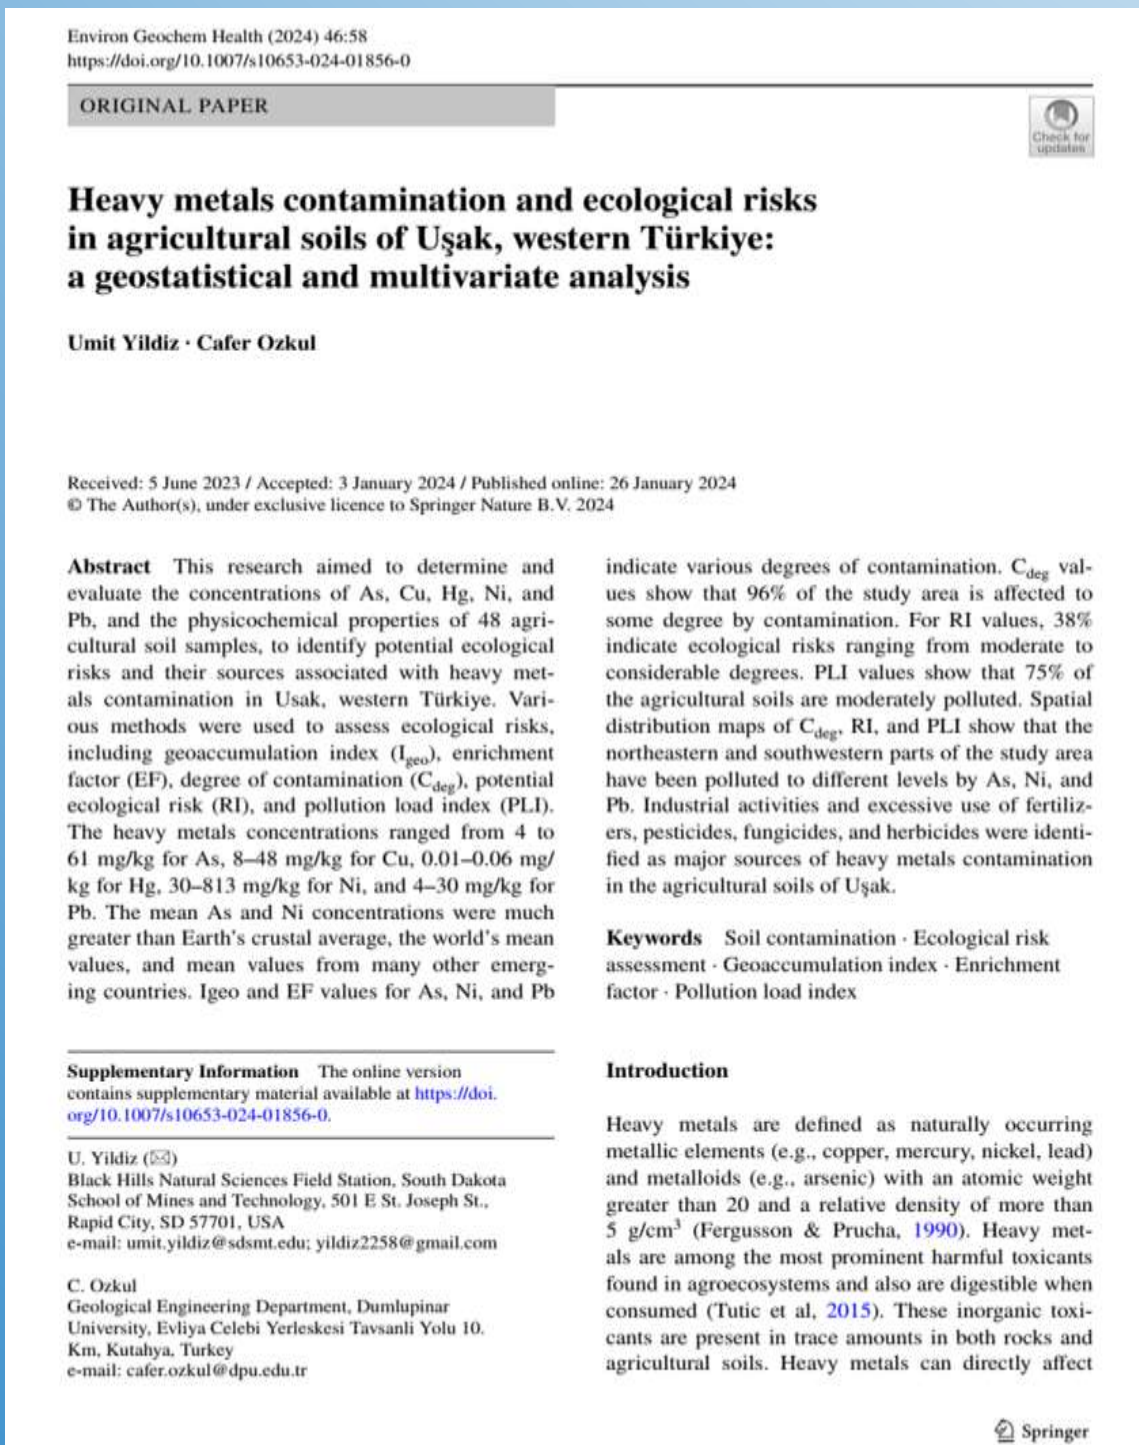 Environ Geochem Health (2024) 46:58
https://doi.org/10.1007/s10653-024-01856-0
ORIGINAL PAPER
Check for
updates
Heavy metals contamination and ecological risks
in agricultural soils of Uşak, western Türkiye:
a geostatistical and multivariate analysis
Umit Yildiz · Cafer Ozkul
Received: 5 June 2023 / Accepted: 3 January 2024 / Published online: 26 January 2024
© The Author(s), under exclusive licence to Springer Nature B.V. 2024
Abstract This research aimed to determine and
evaluate the concentrations of As, Cu, Hg, Ni, and
Pb, and the physicochemical properties of 48 agri-
cultural soil samples, to identify potential ecological
risks and their sources associated with heavy met-
als contamination in Usak, western Türkiye. Vari-
ous methods were used to assess ecological risks,
including geoaccumulation index (Igeo), enrichment
factor (EF), degree of contamination (Cdeg), potential
ecological risk (RI), and pollution load index (PLI).
The heavy metals concentrations ranged from 4 to
61 mg/kg for As, 8–48 mg/kg for Cu, 0.01–0.06 mg/
kg for Hg, 30–813 mg/kg for Ni, and 4–30 mg/kg for
Pb. The mean As and Ni concentrations were much
greater than Earth's crustal average, the world's mean
values, and mean values from many other emerg-
ing countries. Igeo and EF values for As, Ni, and Pb
indicate various degrees of contamination. Cdeg val-
ues show that 96% of the study area is affected to
some degree by contamination. For RI values, 38%
indicate ecological risks ranging from moderate to
considerable degrees. PLI values show that 75% of
the agricultural soils are moderately polluted. Spatial
distribution maps of Cdeg, RI, and PLI show that the
northeastern and southwestern parts of the study area
have been polluted to different levels by As, Ni, and
Pb. Industrial activities and excessive use of fertiliz-
ers, pesticides, fungicides, and herbicides were identi-
fied as major sources of heavy metals contamination
in the agricultural soils of Uşak.
Keywords Soil contamination · Ecological risk
assessment · Geoaccumulation index · Enrichment
factor · Pollution load index
Supplementary Information The online version
contains supplementary material available at https://doi.
org/10.1007/s10653-024-01856-0.
U. Yildiz (✉)
Black Hills Natural Sciences Field Station, South Dakota
School of Mines and Technology, 501 E St. Joseph St.,
Rapid City, SD 57701, USA
e-mail: umit.yildiz@sdsmt.edu; yildiz2258@gmail.com
C. Ozkul
Geological Engineering Department, Dumlupinar
University, Evliya Celebi Yerleskesi Tavsanli Yolu 10.
Km, Kutahya, Turkey
e-mail: cafer.ozkul@dpu.edu.tr
Introduction
Heavy metals are defined as naturally occurring
metallic elements (e.g., copper, mercury, nickel, lead)
and metalloids (e.g., arsenic) with an atomic weight
greater than 20 and a relative density of more than
5 g/cm³ (Fergusson & Prucha, 1990). Heavy met-
als are among the most prominent harmful toxicants
found in agroecosystems and also are digestible when
consumed (Tutic et al, 2015). These inorganic toxi-
cants are present in trace amounts in both rocks and
agricultural soils. Heavy metals can directly affect
Springer